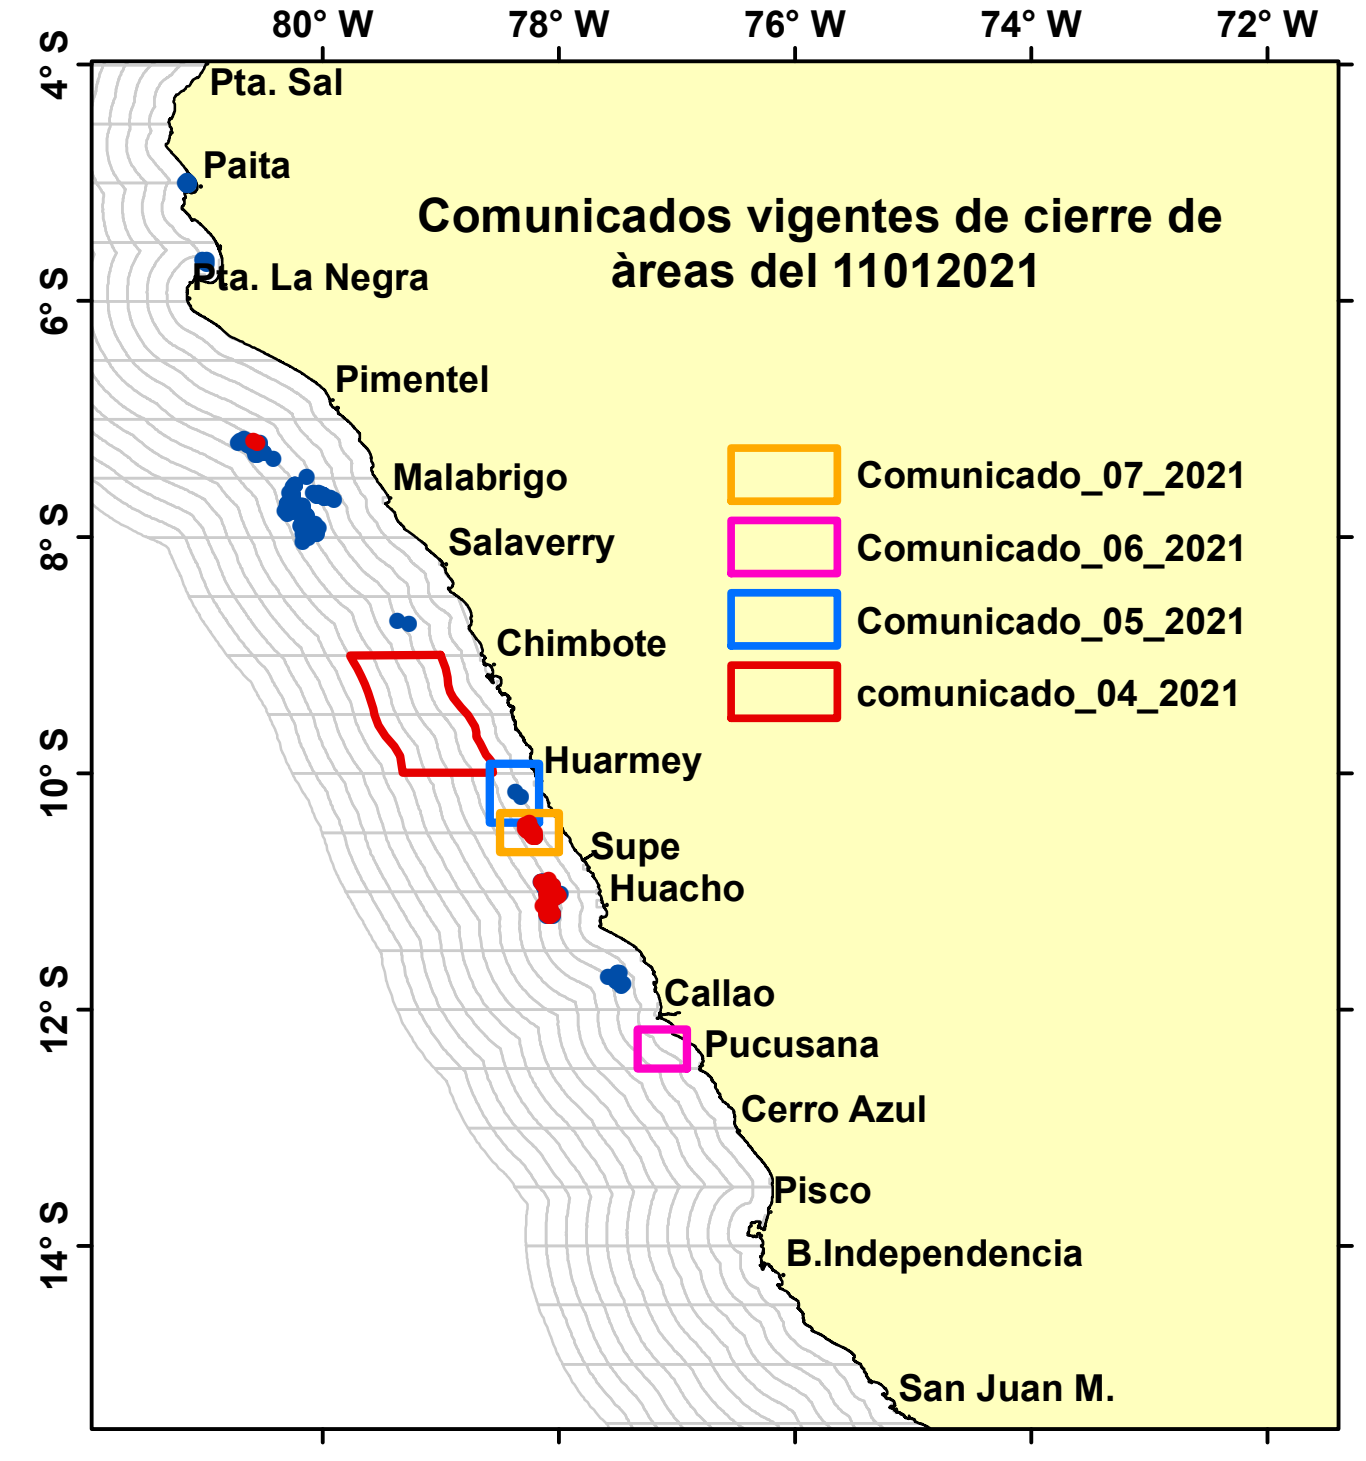 80° W 78° W 76° W 74° W 72° W
4° S
Pta. Sal
Paita
Comunicados vigentes de cierre de
àreas del 11012021
Pta. La Negra
6° S
Pimentel
Malabrigo
Comunicado_07_2021
8° S
Salaverry
Comunicado_06_2021
Comunicado_05_2021
Chimbote
comunicado_04_2021
Huarmey
10° S
Supe
Huacho
Callao
12° S
Pucusana
Cerro Azul
Pisco
14° S
B.Independencia
San Juan M.